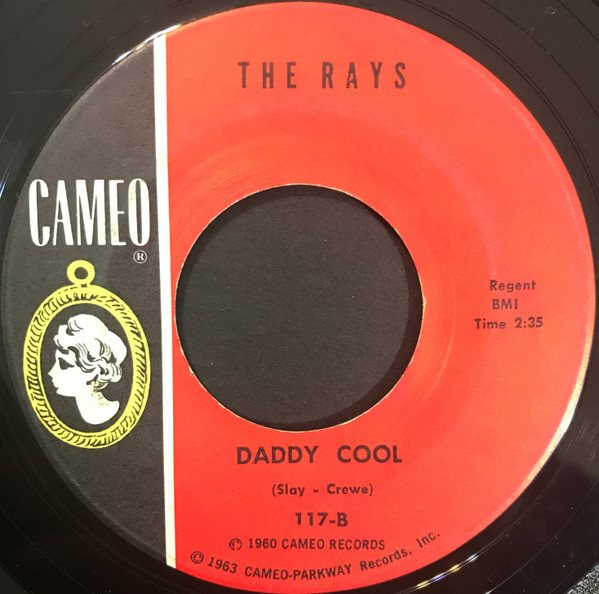 THE RAYS
CAMEO
®
Regent
BMI
Time 2:35
DADDY COOL
(Slay - Crewe)
117-B
℗ 1960 CAMEO RECORDS
© 1963 CAMEO-PARKWAY Records, Inc.